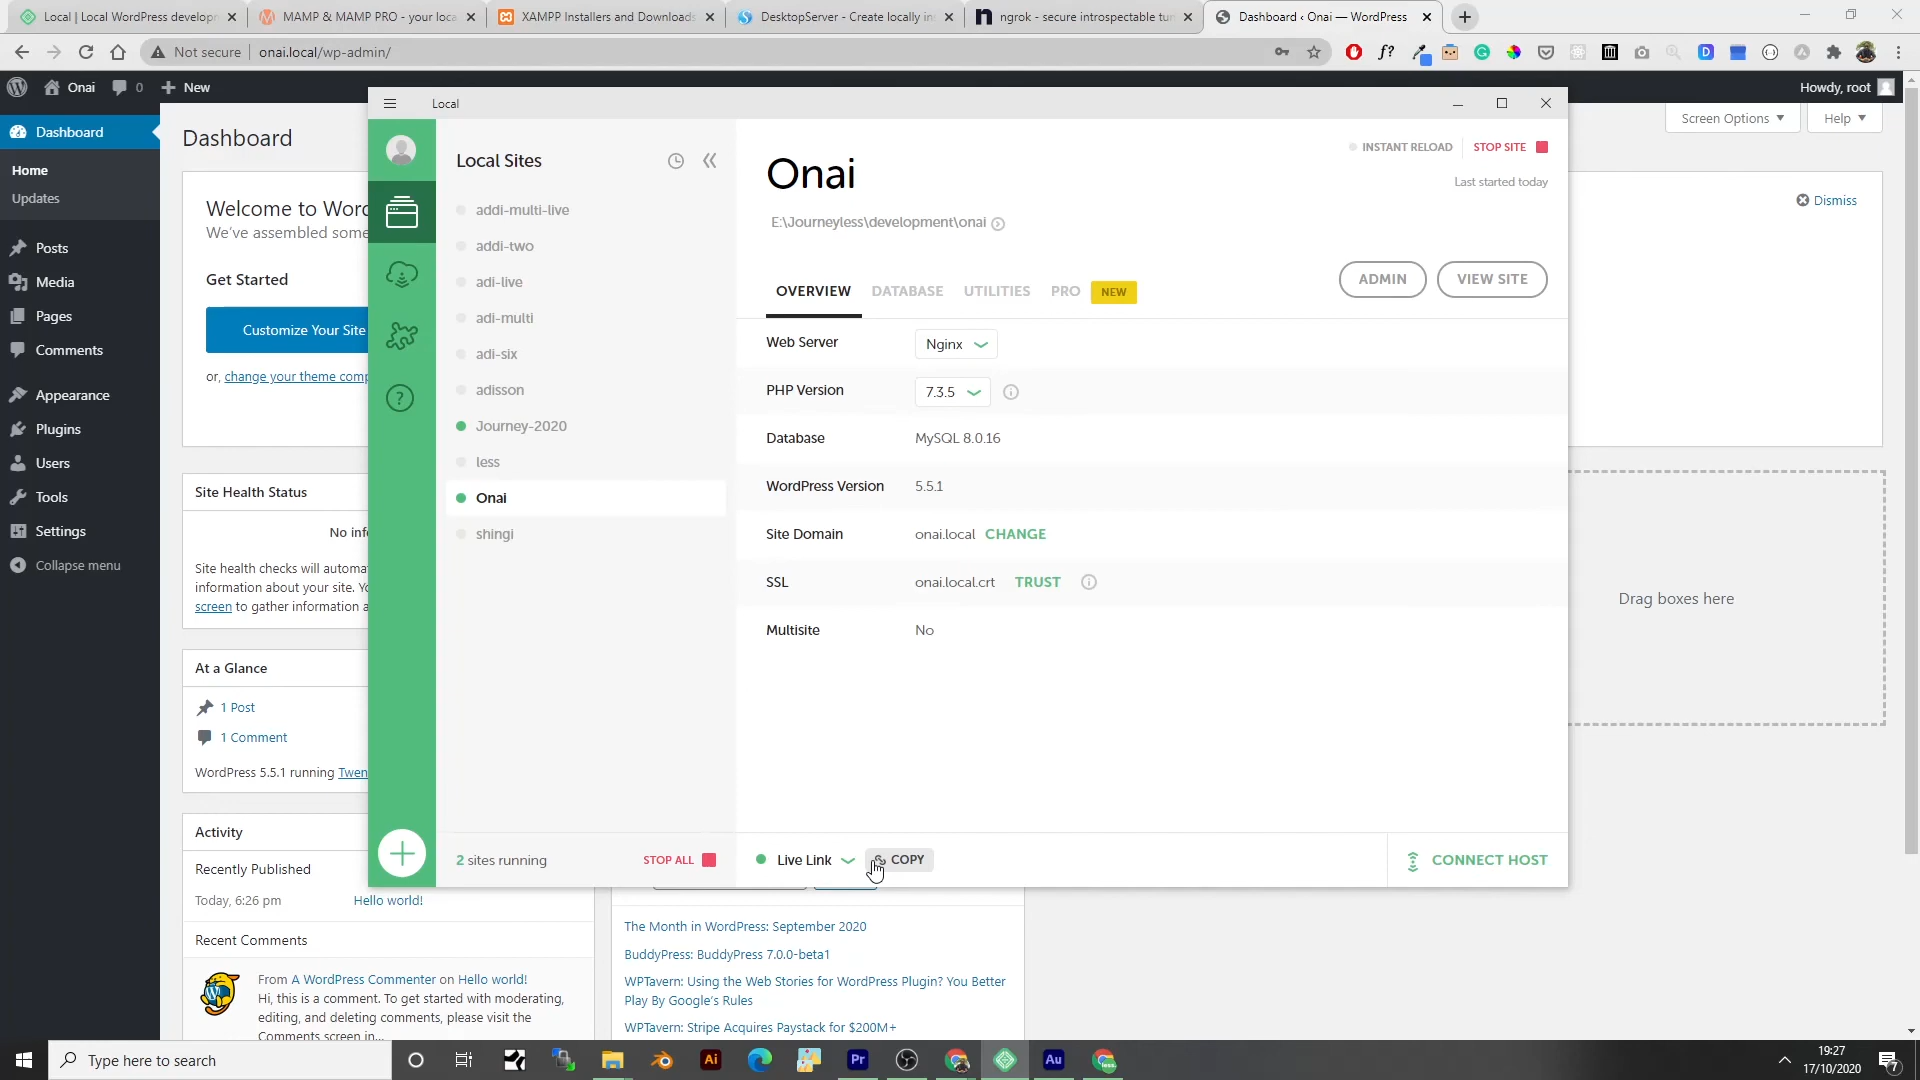 Local | Local WordPress developn
MAMP & MAMP PRO - your loca
XAMPP Installers and Downloads
DesktopServer - Create locally in
ngrok - secure introspectable tun
Dashboard ‹ Onai — WordPress
Not secure
onai.local/wp-admin/
Onai
0
New
Howdy, root
Local
Dashboard
Home
Updates
Posts
Media
Pages
Comments
Appearance
Plugins
Users
Tools
Settings
Collapse menu
Dashboard
Screen Options
Help
Welcome to Wor
We've assembled some
Dismiss
Get Started
Customize Your Site
or, change your theme comp
Site Health Status
No info
Site health checks will automa
information about your site. Yo
screen to gather information a
At a Glance
1 Post
1 Comment
WordPress 5.5.1 running Twen
Activity
Recently Published
Today, 6:26 pm
Hello world!
Recent Comments
From A WordPress Commenter on Hello world!
Hi, this is a comment. To get started with moderating,
editing, and deleting comments, please visit the
Comments screen in...
Local Sites
addi-multi-live
addi-two
adi-live
adi-multi
adi-six
adisson
Journey-2020
less
Onai
shingi
2 sites running
STOP ALL
Onai
INSTANT RELOAD
STOP SITE
Last started today
E:\Journeyless\development\onai
OVERVIEW
DATABASE
UTILITIES
PRO
NEW
ADMIN
VIEW SITE
Web Server
Nginx
PHP Version
7.3.5
Database
MySQL 8.0.16
WordPress Version
5.5.1
Site Domain
onai.local
CHANGE
SSL
onai.local.crt
TRUST
Multisite
No
Live Link
COPY
CONNECT HOST
Drag boxes here
The Month in WordPress: September 2020
BuddyPress: BuddyPress 7.0.0-beta1
WPTavern: Using the Web Stories for WordPress Plugin? You Better
Play By Google's Rules
WPTavern: Stripe Acquires Paystack for $200M+
Type here to search
Ai
Pr
Au
19:27
17/10/2020
7